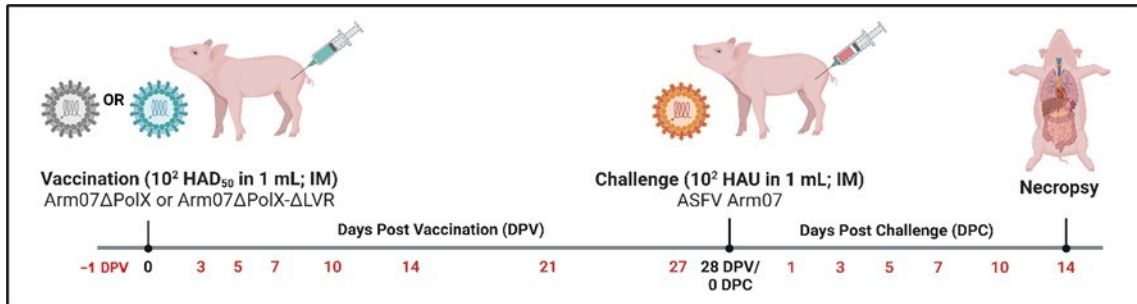 OR
Vaccination (10² HAD₅₀ in 1 mL; IM)
Arm07ΔPolX or Arm07ΔPolX-ΔLVR
Challenge (10² HAU in 1 mL; IM)
ASFV Arm07
Necropsy
Days Post Vaccination (DPV)
Days Post Challenge (DPC)
−1 DPV 0 3 5 7 10 14 21 27 28 DPV/ 1 3 5 7 10 14
0 DPC